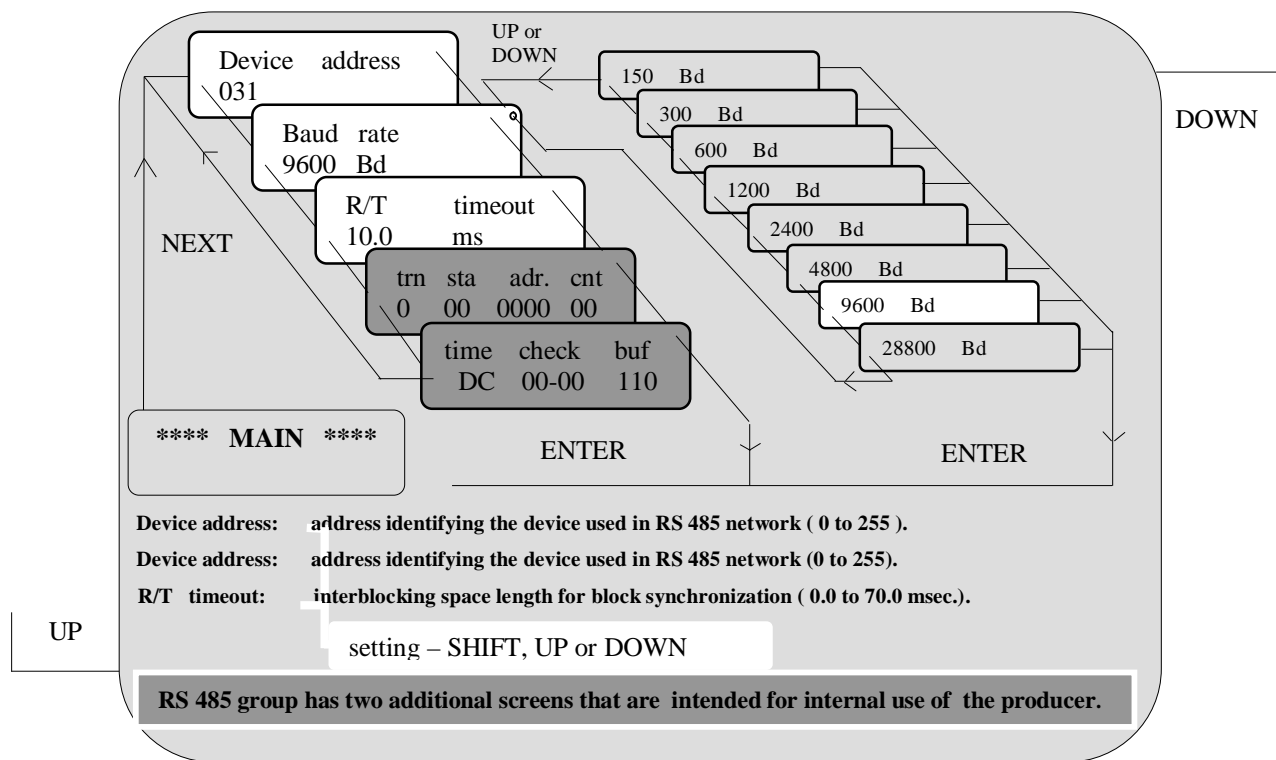 Device address
031
Baud rate
9600 Bd
R/T timeout
10.0 ms
trn sta adr. cnt
0 00 0000 00
time check buf
DC 00-00 110
NEXT
**** MAIN ****
UP or
DOWN
150 Bd
300 Bd
600 Bd
1200 Bd
2400 Bd
4800 Bd
9600 Bd
28800 Bd
ENTER
ENTER
DOWN
Device address: address identifying the device used in RS 485 network ( 0 to 255 ).
Device address: address identifying the device used in RS 485 network (0 to 255).
R/T timeout: interblocking space length for block synchronization ( 0.0 to 70.0 msec.).
UP
setting – SHIFT, UP or DOWN
RS 485 group has two additional screens that are intended for internal use of the producer.